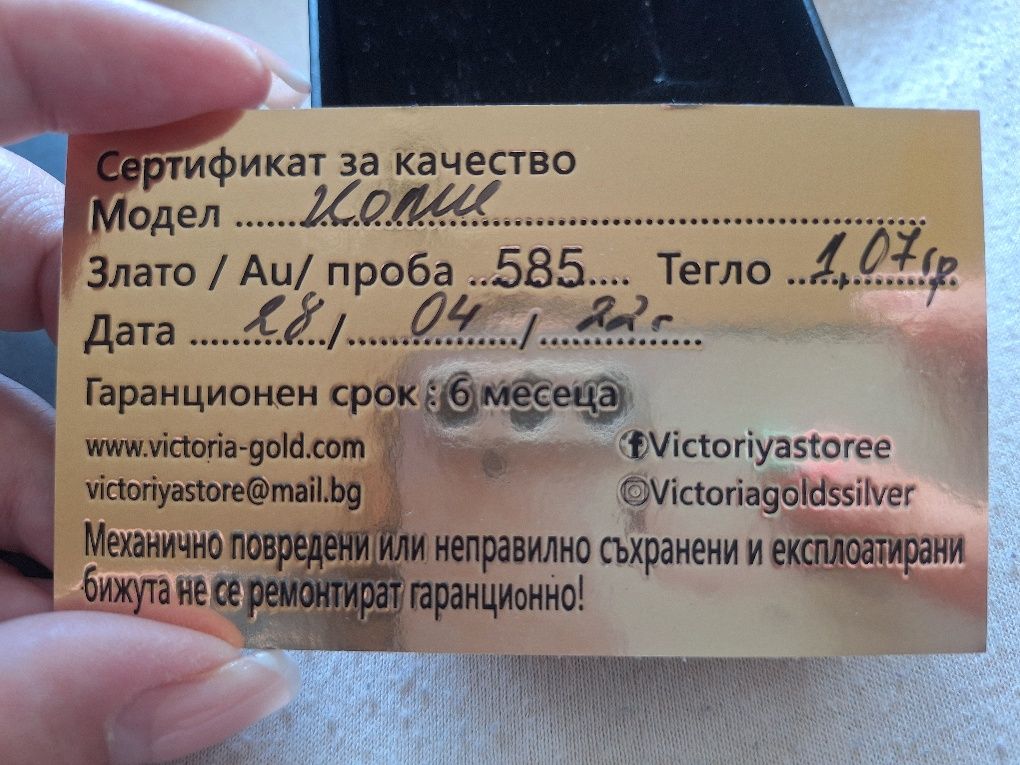 Сертификат за качество
Модел ........Колие........
Злато / Au/ проба ..585.... Тегло ..1,07гр
Дата ....28..../....04..../....22г....
Гаранционен срок : 6 месеца
www.victoria-gold.com Victoriyastoree
victoriyastore@mail.bg Victoriagoldssilver
Механично повредени или неправилно съхранени и експлоатирани
бижута не се ремонтират гаранционно!